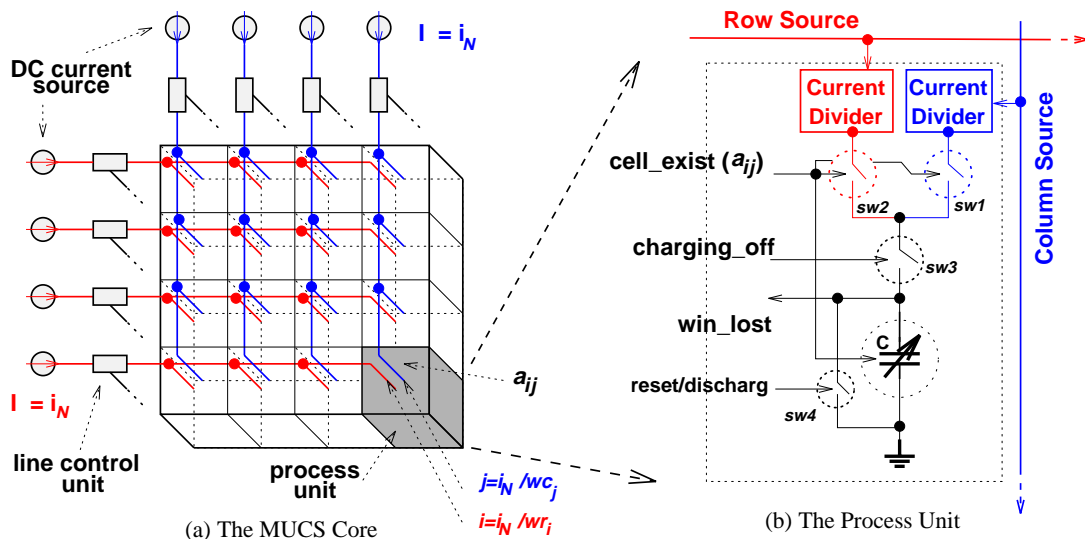 I = i_N
DC current
source
I = i_N
line control
unit
process
unit
a_ij
j=i_N /wc_j
i=i_N /wr_i
(a) The MUCS Core
Row Source
Current
Divider
Current
Divider
Column Source
cell_exist (a_ij)
sw2
sw1
charging_off
sw3
win_lost
C
reset/discharg
sw4
(b) The Process Unit